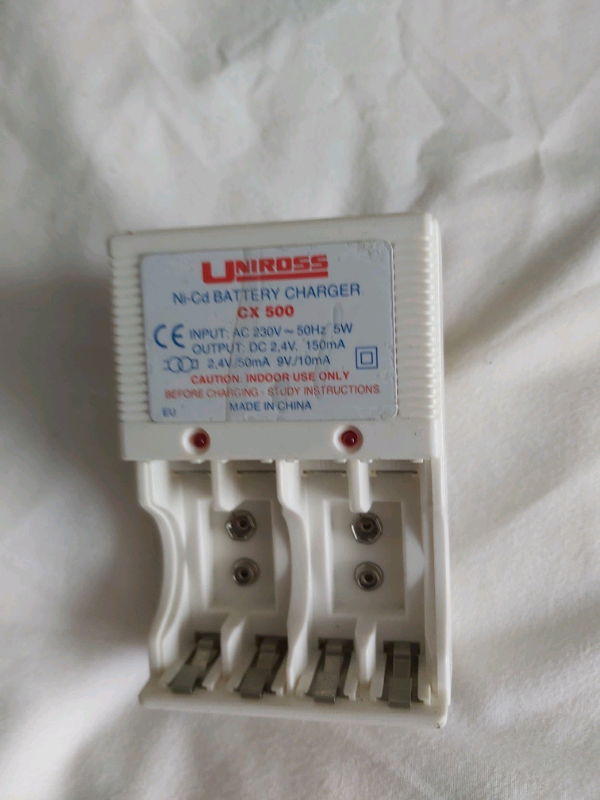 UNIROSS
Ni-Cd BATTERY CHARGER
CX 500
CE INPUT: AC 230V ~ 50Hz 5W
OUTPUT: DC 2,4V. 150mA
2,4V/50mA 9V/10mA
CAUTION: INDOOR USE ONLY
BEFORE CHARGING - STUDY INSTRUCTIONS
EU MADE IN CHINA